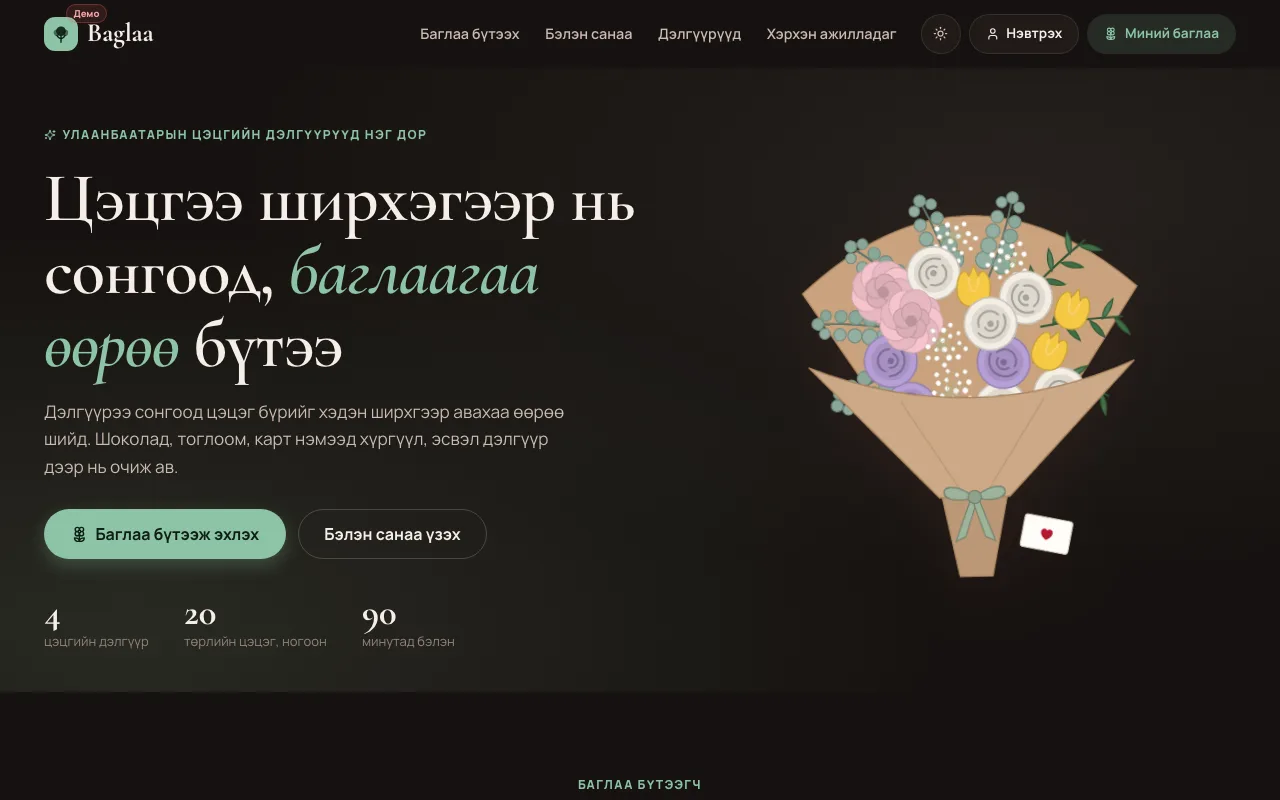 Демо
Baglaa
Баглаа бүтээх
Бэлэн санаа
Дэлгүүрүүд
Хэрхэн ажилладаг
Нэвтрэх
Миний баглаа
УЛААНБААТАРЫН ЦЭЦГИЙН ДЭЛГҮҮРҮҮД НЭГ ДОР
Цэцгээ ширхэгээр нь
сонгоод, баглаагаа
өөрөө бүтээ
Дэлгүүрээ сонгоод цэцэг бүрийг хэдэн ширхгээр авахаа өөрөө
шийд. Шоколад, тоглоом, карт нэмээд хүргүүл, эсвэл дэлгүүр
дээр нь очиж ав.
Баглаа бүтээж эхлэх
Бэлэн санаа үзэх
4
цэцгийн дэлгүүр
20
төрлийн цэцэг, ногоон
90
минутад бэлэн
БАГЛАА БҮТЭЭГЧ